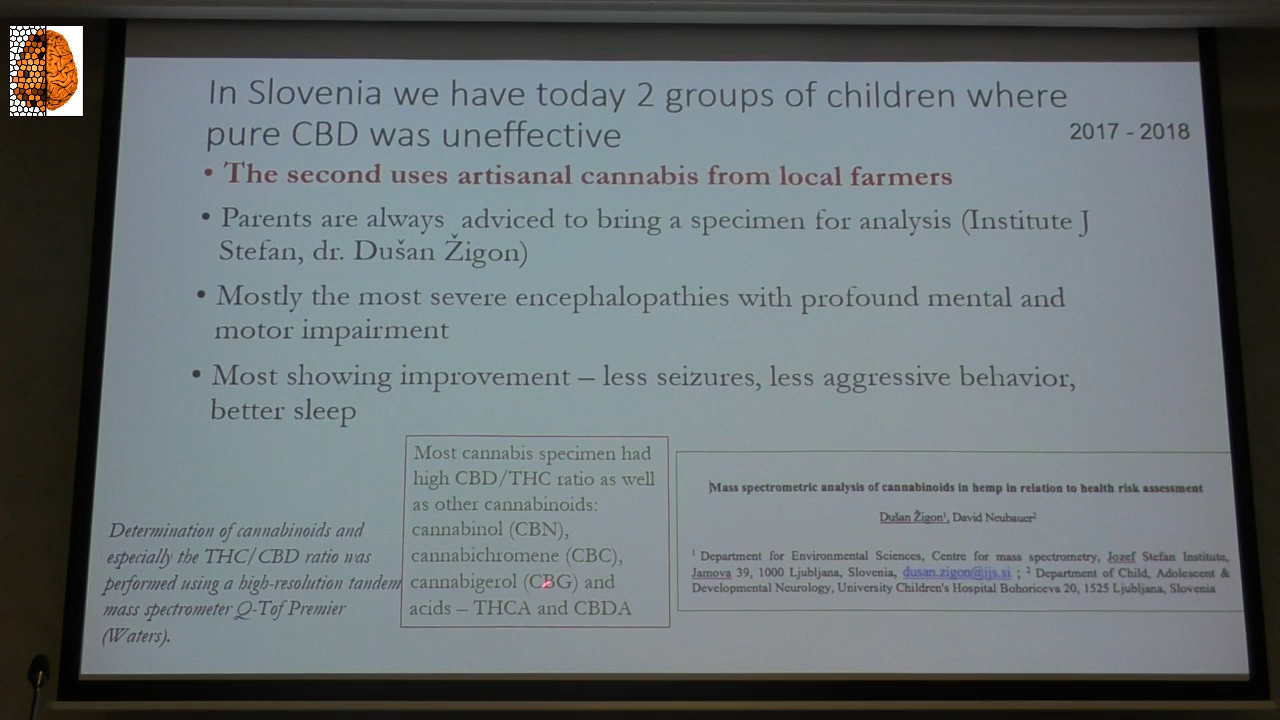 In Slovenia we have today 2 groups of children where
pure CBD was uneffective
2017 - 2018
• The second uses artisanal cannabis from local farmers
• Parents are always adviced to bring a specimen for analysis (Institute J
Stefan, dr. Dušan Žigon)
• Mostly the most severe encephalopathies with profound mental and
motor impairment
• Most showing improvement – less seizures, less aggressive behavior,
better sleep
Determination of cannabinoids and
especially the THC/CBD ratio was
performed using a high-resolution tandem
mass spectrometer Q-Tof Premier
(Waters).
Most cannabis specimen had
high CBD/THC ratio as well
as other cannabinoids:
cannabinol (CBN),
cannabichromene (CBC),
cannabigerol (CBG) and
acids – THCA and CBDA
Mass spectrometric analysis of cannabinoids in hemp in relation to health risk assessment
Dušan Žigon¹, David Neubauer²
¹ Department for Environmental Sciences, Centre for mass spectrometry, Jozef Stefan Institute,
Jamova 39, 1000 Ljubljana, Slovenia, dusan.zigon@ijs.si ; ² Department of Child, Adolescent &
Developmental Neurology, University Children's Hospital Bohoriceva 20, 1525 Ljubljana, Slovenia